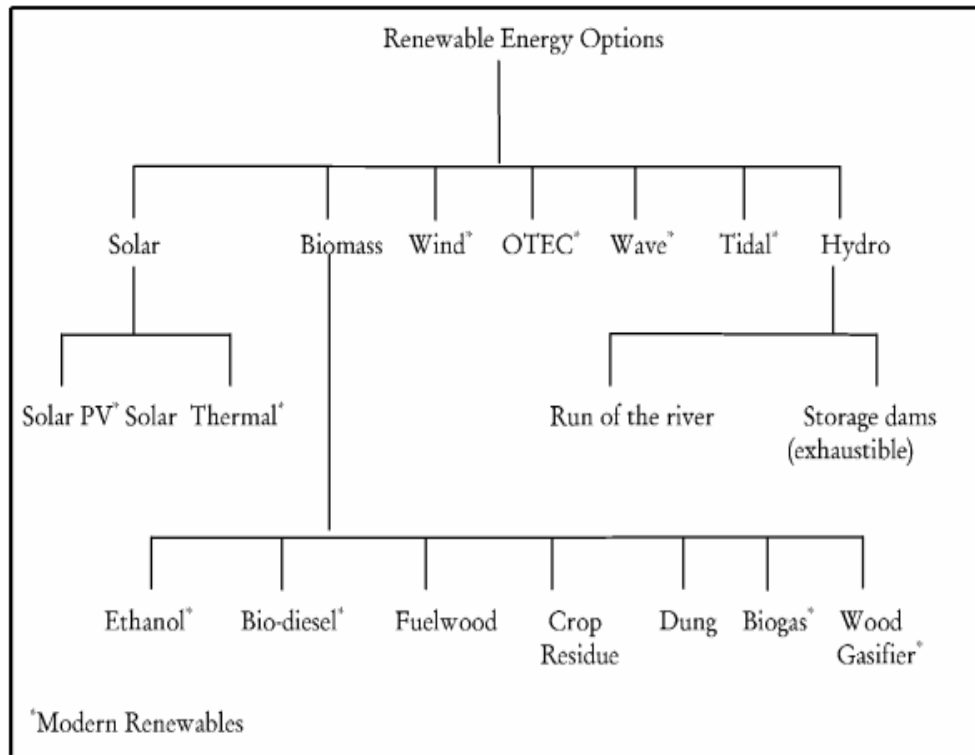 Renewable Energy Options
Solar Biomass Wind* OTEC* Wave* Tidal* Hydro
Solar PV* Solar Thermal* Run of the river Storage dams
(exhaustible)
Ethanol* Bio-diesel* Fuelwood Crop Dung Biogas* Wood
Residue Gasifier*
*Modern Renewables